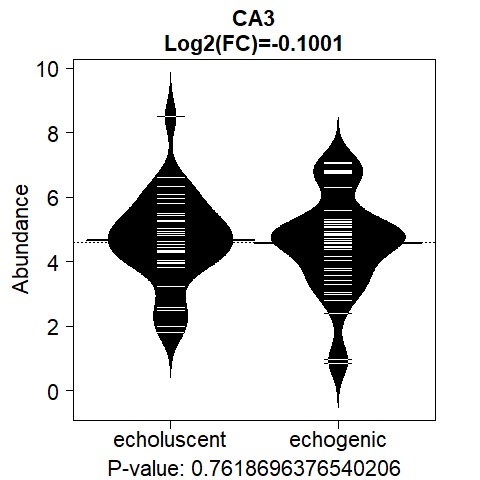 CA3
Log2(FC)=-0.1001
Abundance
10
8
6
4
2
0
echoluscent echogenic
P-value: 0.7618696376540206